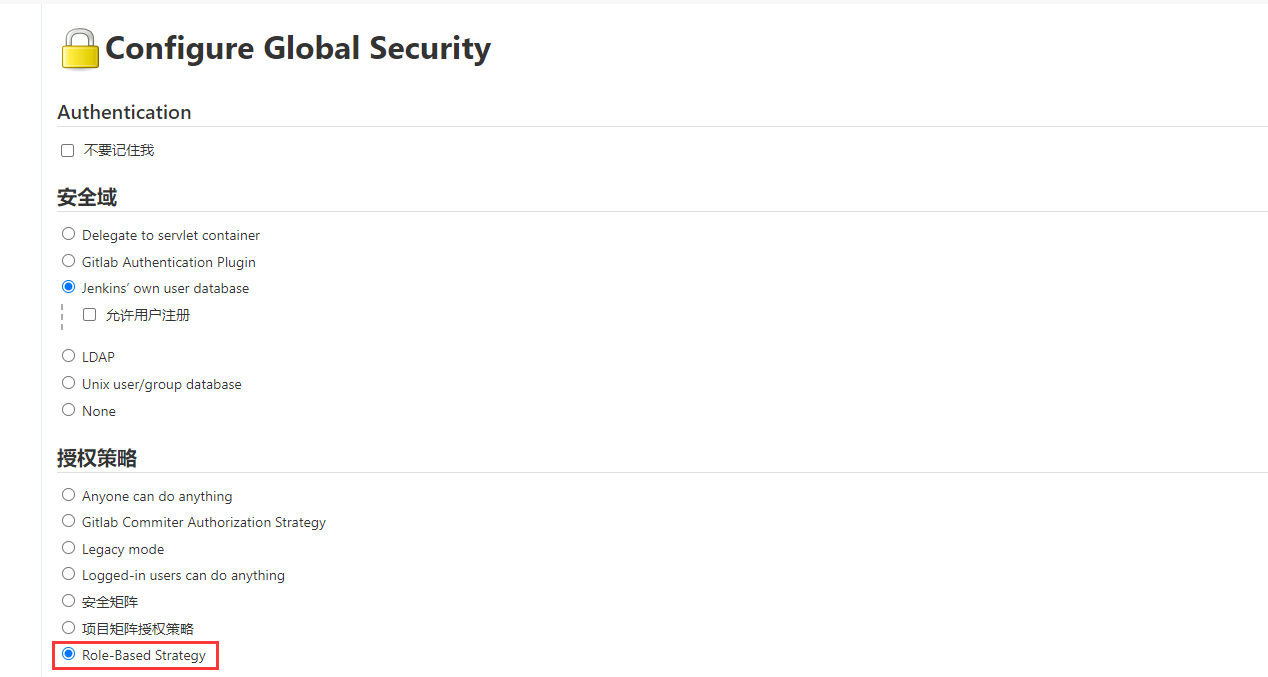 Configure Global Security
Authentication
不要记住我
安全域
Delegate to servlet container
Gitlab Authentication Plugin
Jenkins’ own user database
允许用户注册
LDAP
Unix user/group database
None
授权策略
Anyone can do anything
Gitlab Commiter Authorization Strategy
Legacy mode
Logged-in users can do anything
安全矩阵
项目矩阵授权策略
Role-Based Strategy